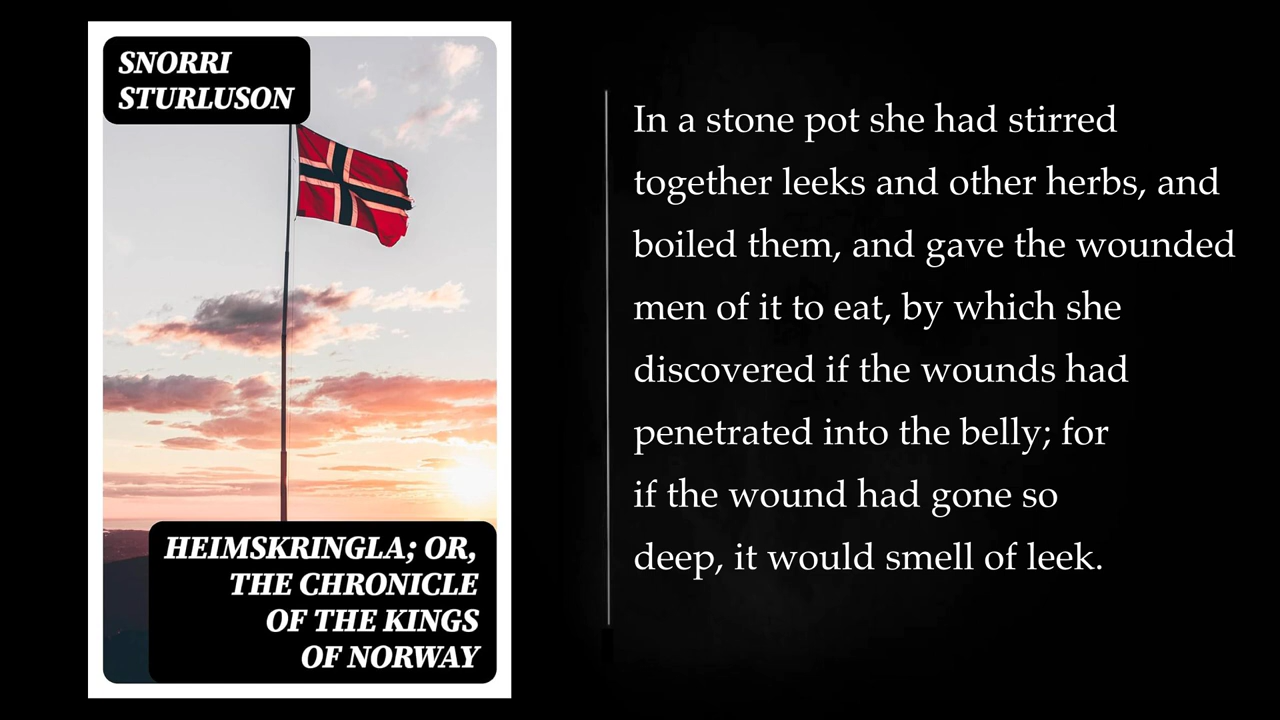 SNORRI
STURLUSON
HEIMSKRINGLA; OR,
THE CHRONICLE
OF THE KINGS
OF NORWAY
In a stone pot she had stirred
together leeks and other herbs, and
boiled them, and gave the wounded
men of it to eat, by which she
discovered if the wounds had
penetrated into the belly; for
if the wound had gone so
deep, it would smell of leek.